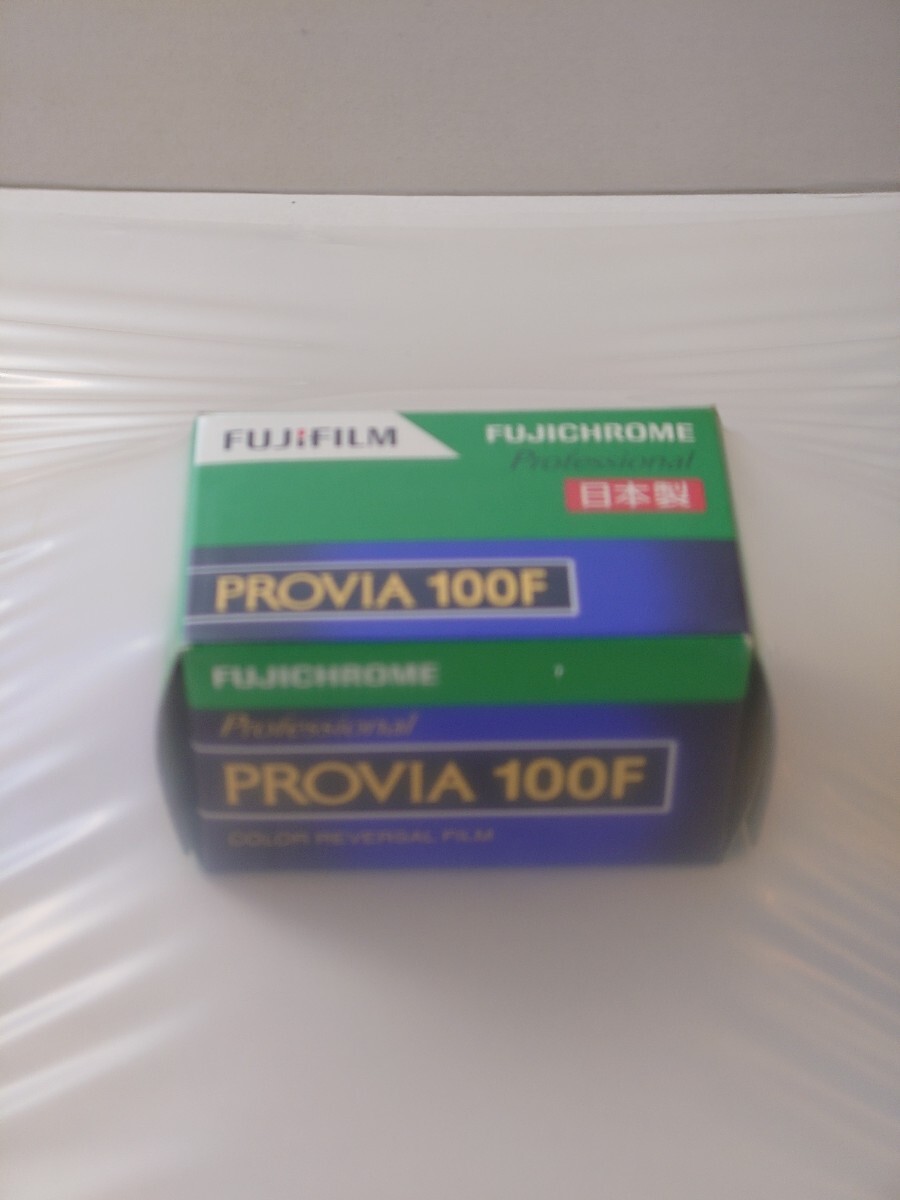 FUJIFILM
FUJICHROME
Professional
日本製
PROVIA 100F
FUJICHROME
Professional
PROVIA 100F
COLOR REVERSAL FILM